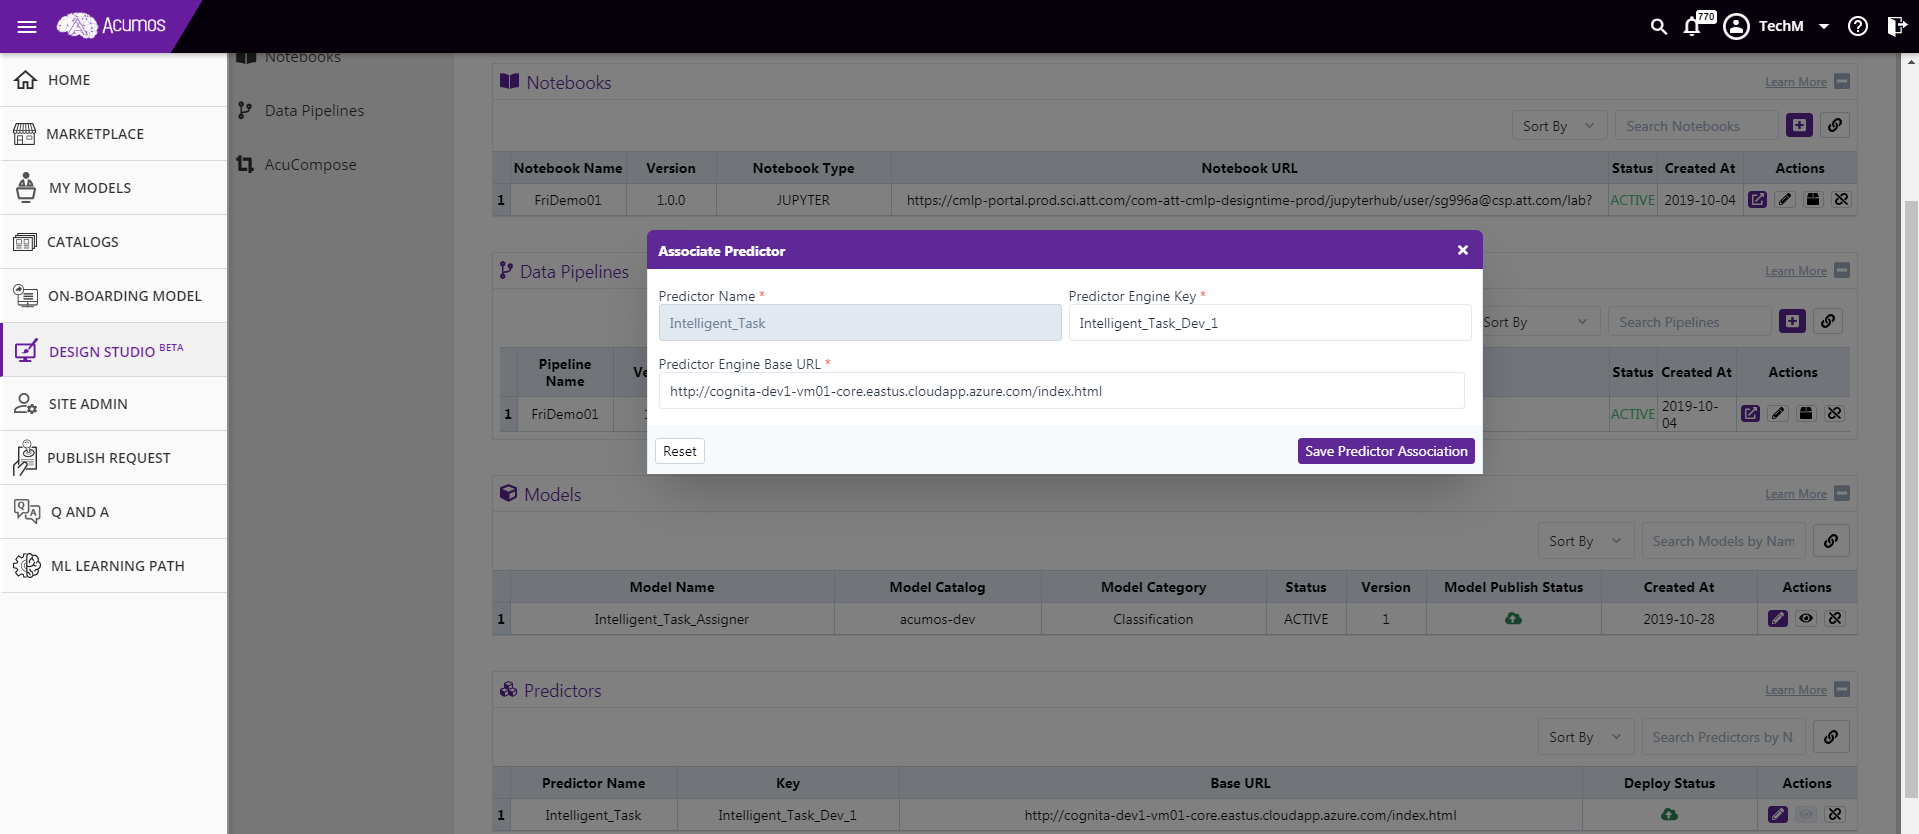 Acumos
770
TechM
HOME
MARKETPLACE
MY MODELS
CATALOGS
ON-BOARDING MODEL
DESIGN STUDIO BETA
SITE ADMIN
PUBLISH REQUEST
Q AND A
ML LEARNING PATH
Notebooks
Data Pipelines
AcuCompose
Notebooks
Learn More
Sort By
Search Notebooks
Notebook Name Version Notebook Type Notebook URL Status Created At Actions
1 FriDemo01 1.0.0 JUPYTER https://cmlp-portal.prod.sci.att.com/com-att-cmlp-designtime-prod/jupyterhub/user/sg996a@csp.att.com/lab? ACTIVE 2019-10-04
Data Pipelines
Learn More
Sort By
Search Pipelines
Pipeline
Name
Ve
Status Created At Actions
1 FriDemo01 ACTIVE 2019-10-
04
Associate Predictor
Predictor Name *
Predictor Engine Key *
Intelligent_Task
Intelligent_Task_Dev_1
Predictor Engine Base URL *
http://cognita-dev1-vm01-core.eastus.cloudapp.azure.com/index.html
Reset
Save Predictor Association
Models
Learn More
Sort By
Search Models by Nam
Model Name Model Catalog Model Category Status Version Model Publish Status Created At Actions
1 Intelligent_Task_Assigner acumos-dev Classification ACTIVE 1 2019-10-28
Predictors
Learn More
Sort By
Search Predictors by N
Predictor Name Key Base URL Deploy Status Actions
1 Intelligent_Task Intelligent_Task_Dev_1 http://cognita-dev1-vm01-core.eastus.cloudapp.azure.com/index.html